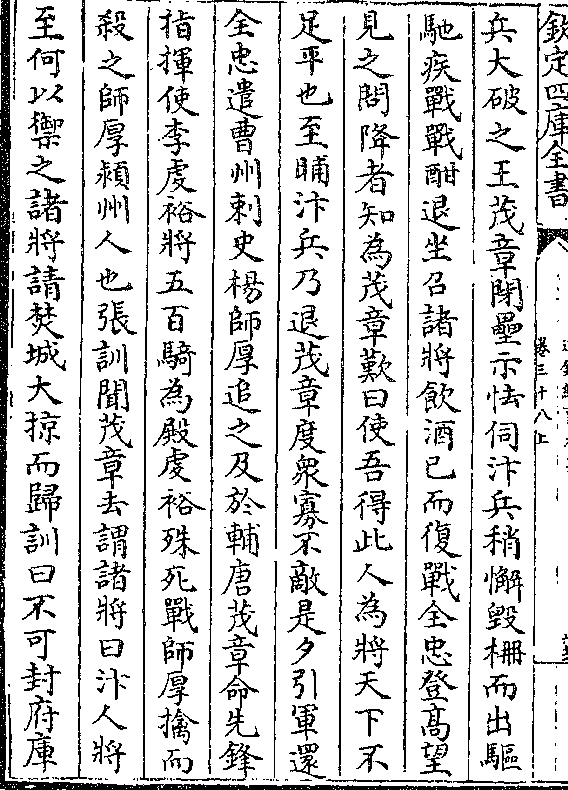 欽定四庫全書
卷三十八上
兵大破之王茂章閉壘示怯伺汴兵稍懈毀柵而出驅
馳疾戰戰酣退坐召諸將飲酒已而復戰全忠登高望
見之問降者知為茂章歎曰使吾得此人為將天下不
足平也至晡汴兵乃退茂章度衆寡不敵是夕引軍還
全忠遣曹州刺史楊師厚追之及於輔唐茂章命先鋒
指揮使李虔裕將五百騎為殿虔裕殊死戰師厚擒而
殺之師厚潁州人也張訓聞茂章去謂諸將曰汴人將
至何以禦之諸將請焚城大掠而歸訓曰不可封府庫